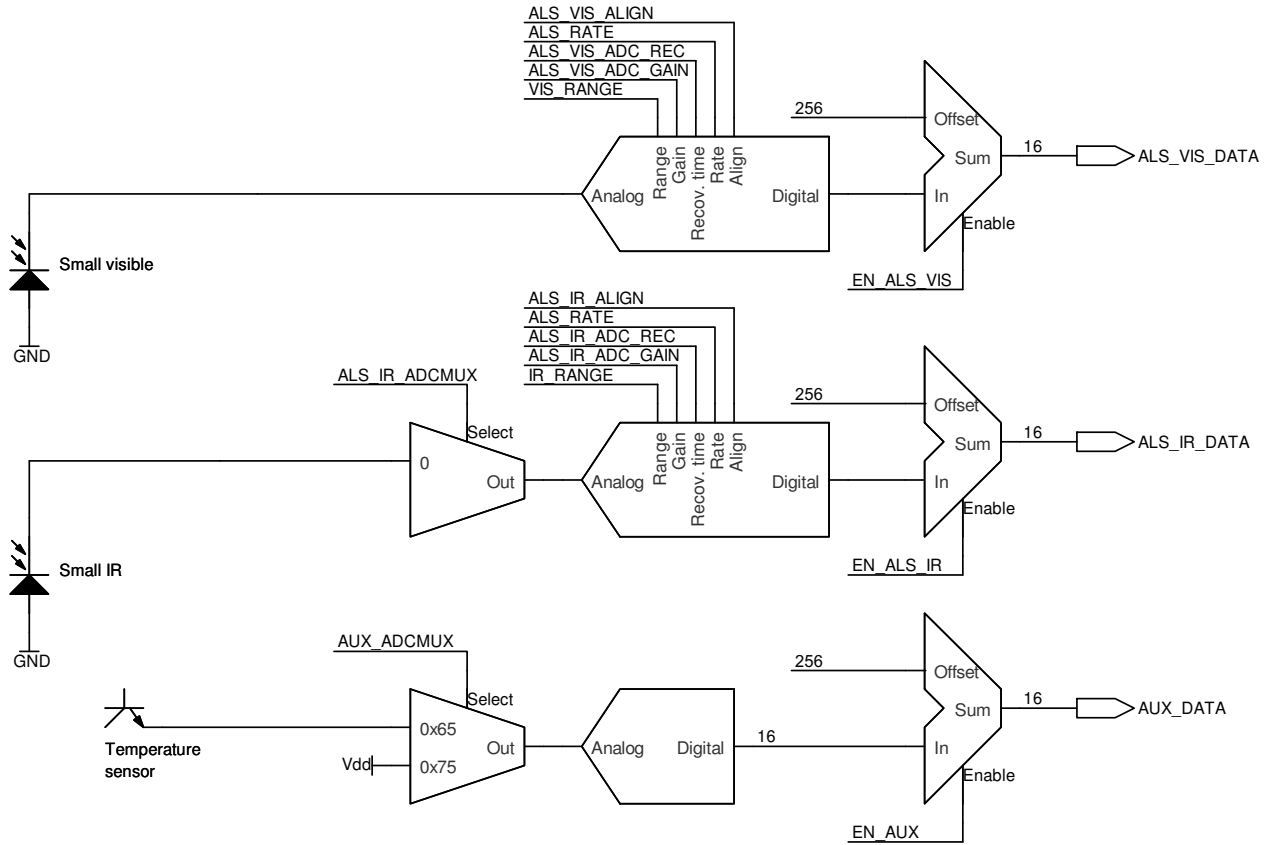 ALS_VIS_ALIGN
ALS_RATE
ALS_VIS_ADC_REC
ALS_VIS_ADC_GAIN
VIS_RANGE
256
Offset
Range
Gain
Recov. time
Rate
Align
Sum
16
ALS_VIS_DATA
Analog
Digital
In
Enable
Small visible
EN_ALS_VIS
GND
ALS_IR_ALIGN
ALS_RATE
ALS_IR_ADC_REC
ALS_IR_ADC_GAIN
IR_RANGE
ALS_IR_ADCMUX
256
Offset
Select
Range
Gain
Recov. time
Rate
Align
Sum
16
ALS_IR_DATA
0
Out
Analog
Digital
In
Enable
Small IR
EN_ALS_IR
GND
AUX_ADCMUX
256
Offset
Select
Sum
16
AUX_DATA
0x65
Temperature
sensor
Out
Analog
Digital
16
In
Vdd
0x75
Enable
EN_AUX